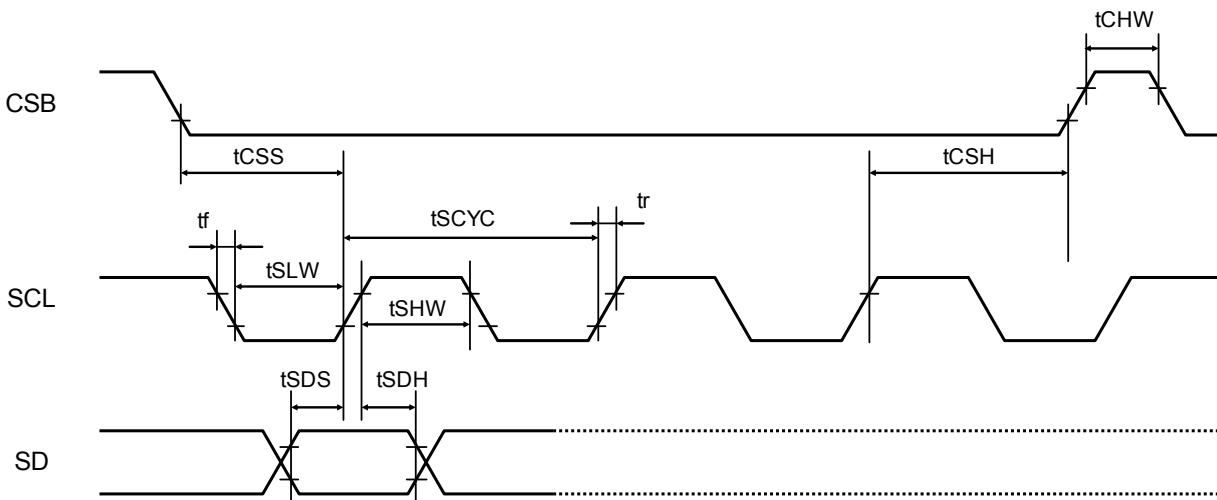 tCHW
CSB
tCSS
tCSH
tf
tSCYC
tr
tSLW
SCL
tSHW
tSDS
tSDH
SD